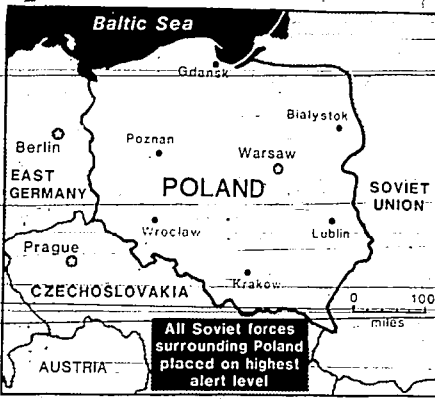 Baltic Sea
Gdansk
Bialystok
Berlin
Poznan
Warsaw
EAST
GERMANY
POLAND
SOVIET
UNION
Wrocław
Lublin
Prague
Krakow
CZECHOSLOVAKIA
0 100
miles
All Soviet forces
surrounding Poland
placed on highest
alert level
AUSTRIA